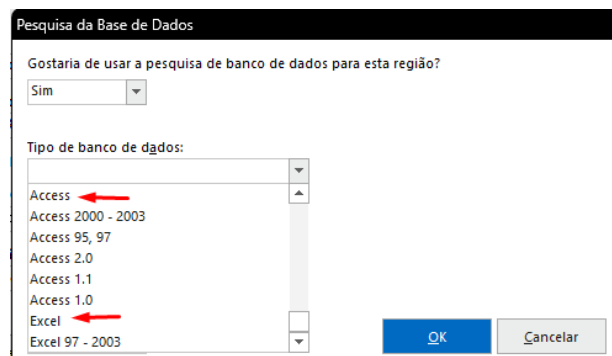 Pesquisa da Base de Dados
Gostaria de usar a pesquisa de banco de dados para esta região?
Sim
Tipo de banco de dados:
Access
Access 2000 - 2003
Access 95, 97
Access 2.0
Access 1.1
Access 1.0
Excel
Excel 97 - 2003
OK
Cancelar